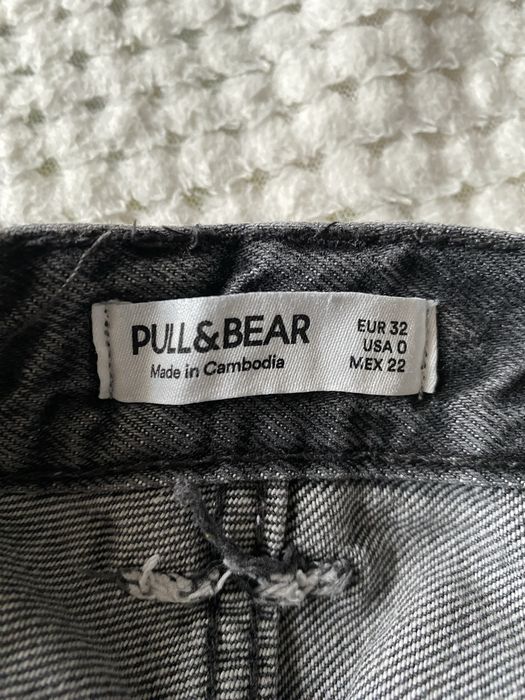 PULL&BEAR
Made in Cambodia
EUR 32
USA 0
MEX 22